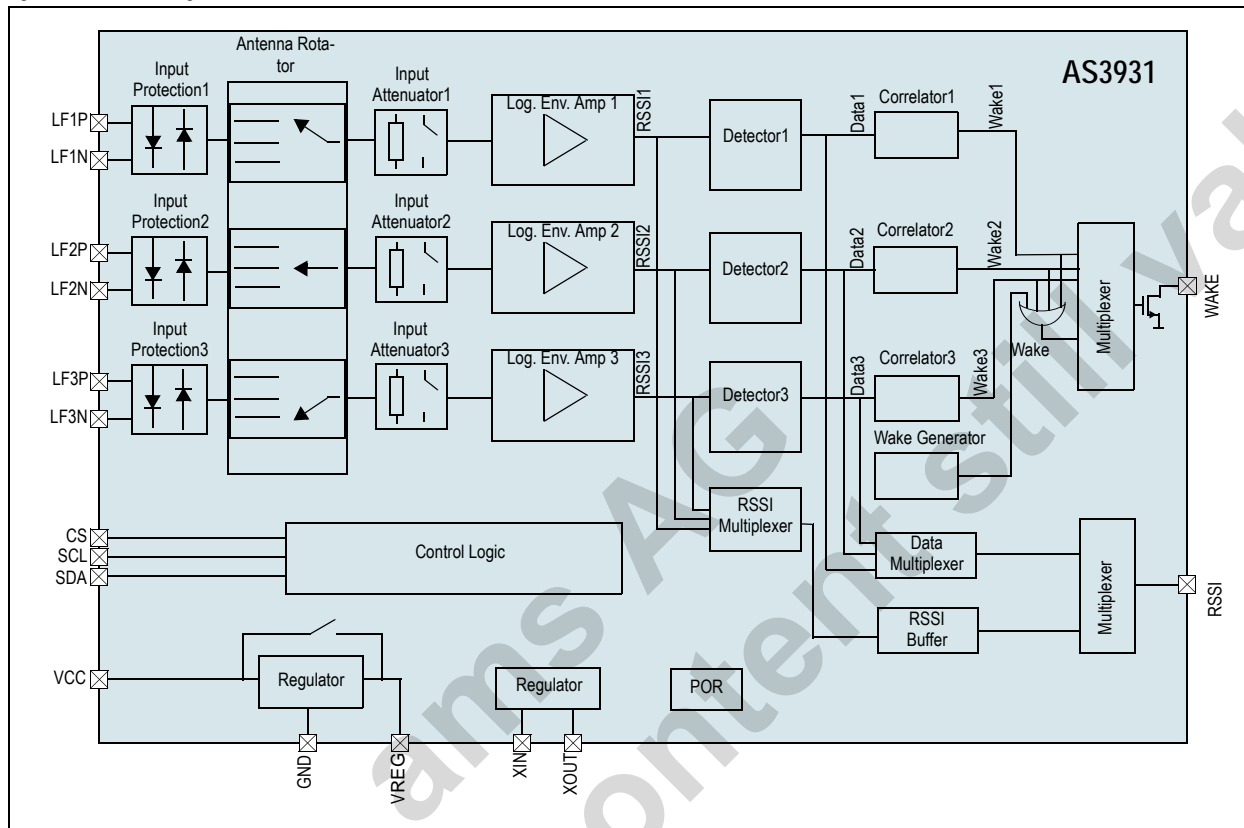 AS3931
Antenna Rota-
tor
Input
Protection1
Input
Attenuator1
Log. Env. Amp 1
RSSI1
Detector1
Data1
Correlator1
Wake1
LF1P
LF1N
Input
Protection2
Input
Attenuator2
Log. Env. Amp 2
RSSI2
Detector2
Data2
Correlator2
Wake2
LF2P
LF2N
Multiplexer
WAKE
Input
Protection3
Input
Attenuator3
Log. Env. Amp 3
RSSI3
Detector3
Data3
Correlator3
Wake3
Wake
LF3P
LF3N
Wake Generator
RSSI
Multiplexer
CS
SCL
SDA
Control Logic
Data
Multiplexer
RSSI
Buffer
Multiplexer
RSSI
VCC
Regulator
Regulator
POR
GND
VREG
XIN
XOUT
ams AG
ontent still val